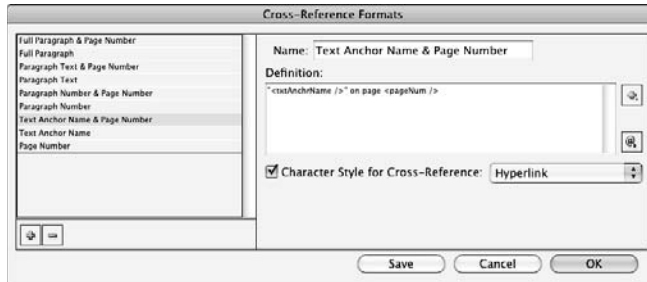 Cross-Reference Formats
Full Paragraph & Page Number
Full Paragraph
Paragraph Text & Page Number
Paragraph Text
Paragraph Number & Page Number
Paragraph Number
Text Anchor Name & Page Number
Text Anchor Name
Page Number
Name: Text Anchor Name & Page Number
Definition:
"<txtAnchrName />" on page <pageNum />
Character Style for Cross-Reference: Hyperlink
Save Cancel OK